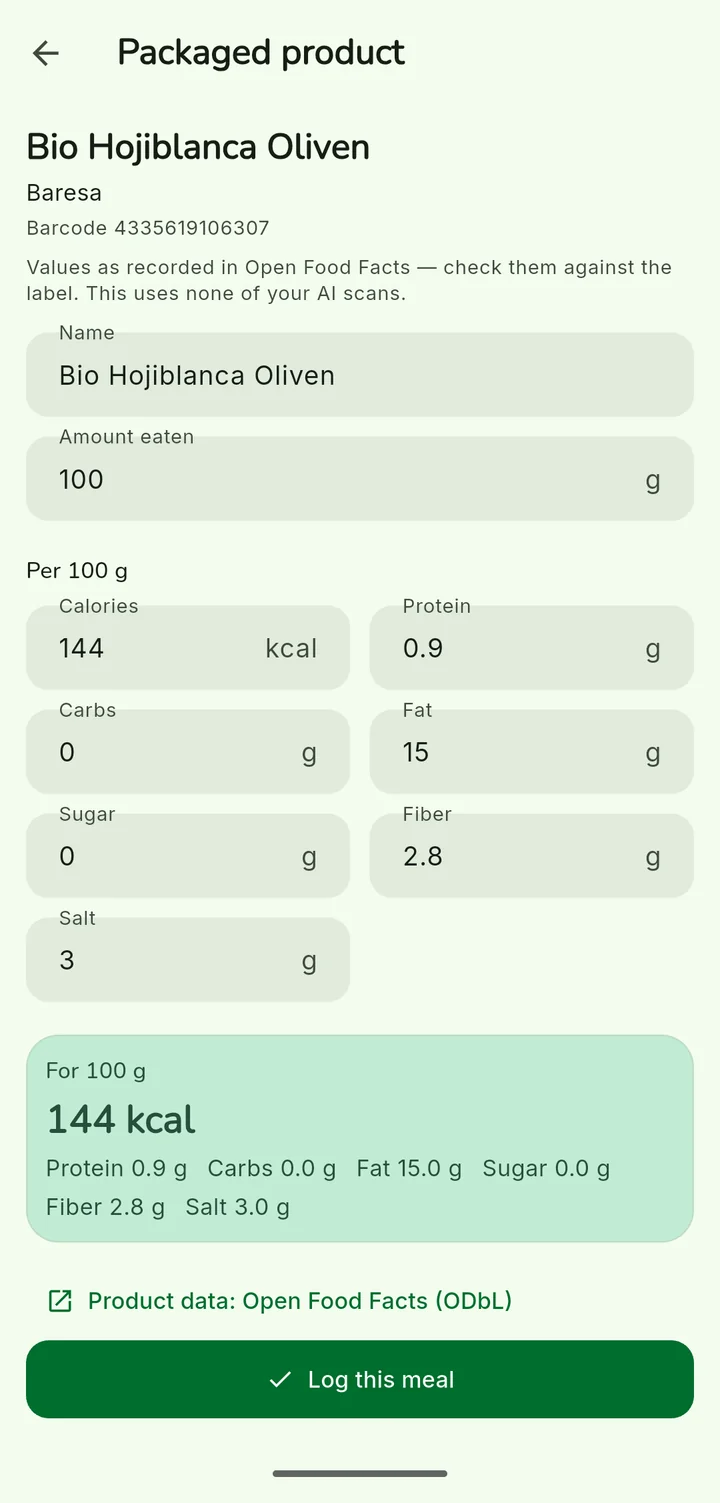 Packaged product
Bio Hojiblanca Oliven
Baresa
Barcode 4335619106307
Values as recorded in Open Food Facts — check them against the
label. This uses none of your AI scans.
Name
Bio Hojiblanca Oliven
Amount eaten
100 g
Per 100 g
Calories Protein
144 kcal 0.9 g
Carbs Fat
0 g 15 g
Sugar Fiber
0 g 2.8 g
Salt
3 g
For 100 g
144 kcal
Protein 0.9 g Carbs 0.0 g Fat 15.0 g Sugar 0.0 g
Fiber 2.8 g Salt 3.0 g
Product data: Open Food Facts (ODbL)
Log this meal